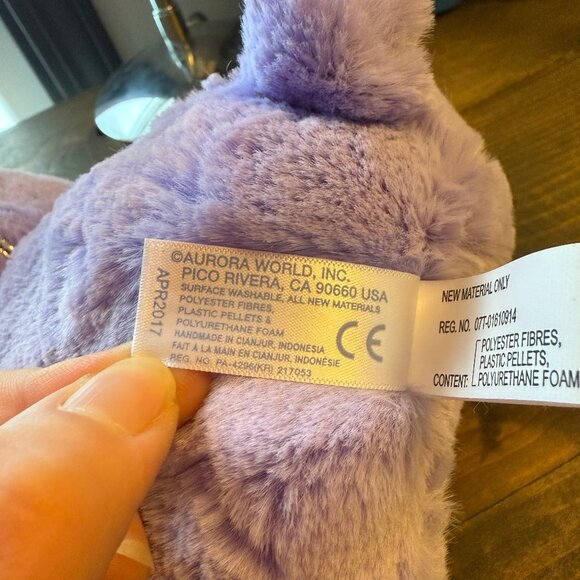 ©AURORA WORLD, INC.
PICO RIVERA, CA 90660 USA
SURFACE WASHABLE, ALL NEW MATERIALS
POLYESTER FIBRES,
PLASTIC PELLETS &
POLYURETHANE FOAM
HANDMADE IN CIANJUR, INDONESIA
FAIT A LA MAIN EN CIANJUR, INDONÉSIE
REG. NO. PA-4296(KR) 217053
APR2017
CE
NEW MATERIAL ONLY
REG. NO. 07T-01610914
CONTENT: POLYESTER FIBRES,
PLASTIC PELLETS,
POLYURETHANE FOAM